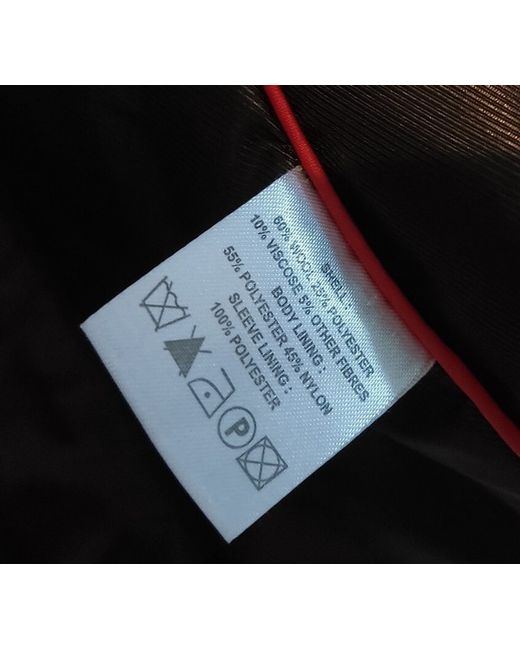 SHELL :
60% WOOL 25% POLYESTER
10% VISCOSE 5% OTHER FIBRES
BODY LINING :
55% POLYESTER 45% NYLON
SLEEVE LINING :
100% POLYESTER
P